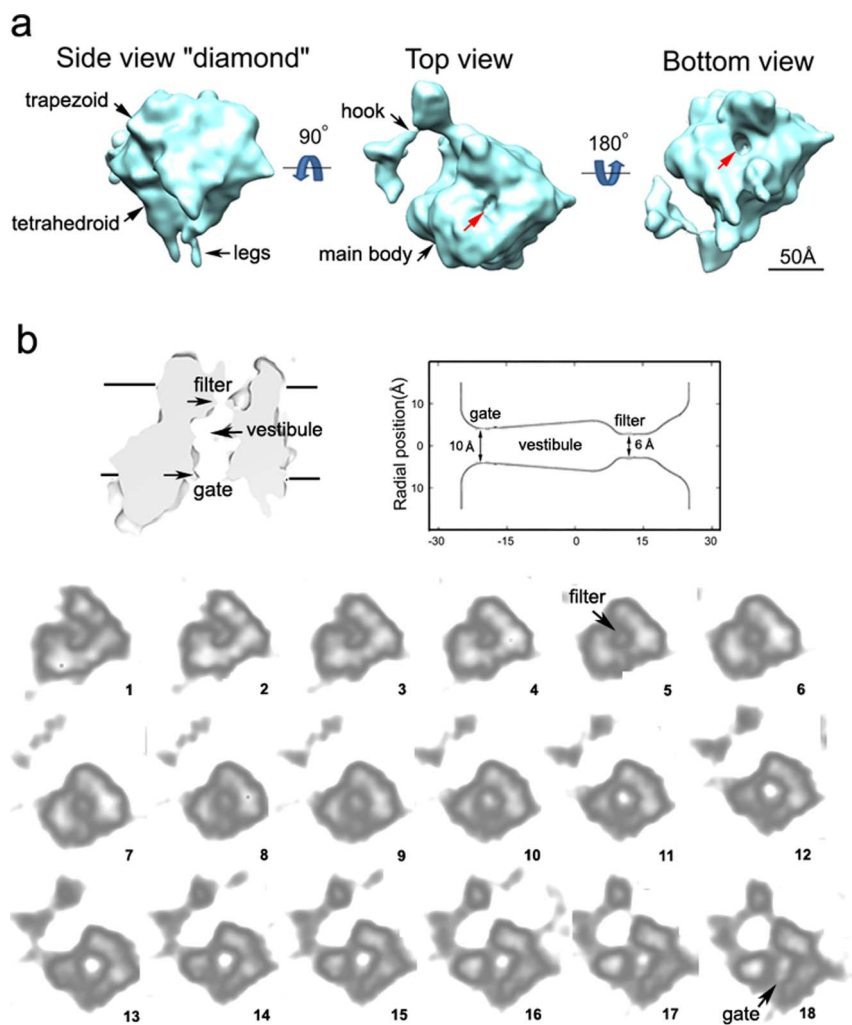 a
Side view "diamond"
Top view
Bottom view
trapezoid
hook
90°
180°
tetrahedroid
legs
main body
50Å
b
filter
vestibule
gate
Radial position(Å)
10
0
10
gate
filter
10 Å
vestibule
6 Å
-30
-15
0
15
30
filter
1
2
3
4
5
6
7
8
9
10
11
12
13
14
15
16
17
18
gate